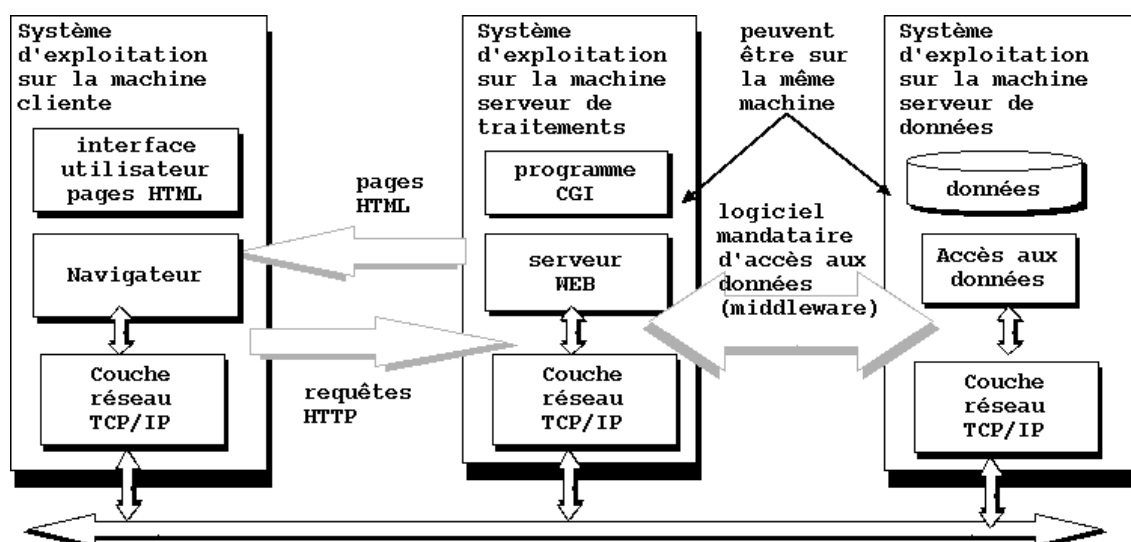 Système
d'exploitation
sur la machine
cliente
interface
utilisateur
pages HTML
Navigateur
Couche
réseau
TCP/IP
pages
HTML
requêtes
HTTP
Système
d'exploitation
sur la machine
serveur de
traitements
programme
CGI
serveur
WEB
Couche
réseau
TCP/IP
peuvent
être sur
la même
machine
logiciel
mandataire
d'accès aux
données
(middleware)
Système
d'exploitation
sur la machine
serveur de
données
données
Accès aux
données
Couche
réseau
TCP/IP